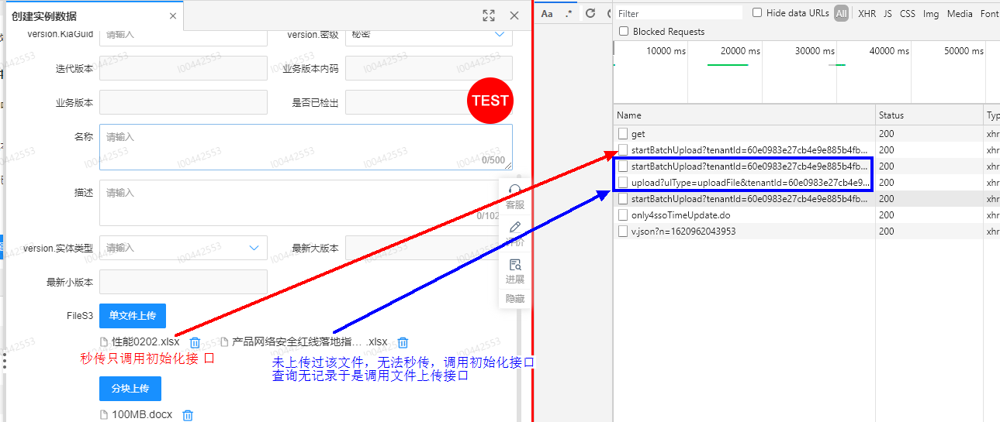 创建实例数据
version.KiaGuid
请输入
version.密级
秘密
迭代版本
业务版本内码
业务版本
是否已检出
TEST
名称
请输入
0/500
描述
请输入
0/102
version.实体类型
请输入
最新大版本
最新小版本
客服
评价
进展
隐藏
FileS3
单文件上传
性能0202.xlsx
产品网络安全红线落地指... .xlsx
秒传只调用初始化接 口
未上传过该文件，无法秒传，调用初始化接口
查询无记录于是调用文件上传接口
分块上传
100MB.docx
Aa
.*
Filter
Hide data URLs
All
XHR
JS
CSS
Img
Media
Font
Blocked Requests
10000 ms
20000 ms
30000 ms
40000 ms
50000 ms
Name
Status
Typ
get
200
xhr
startBatchUpload?tenantId=60e0983e27cb4e9e885b4fb...
200
xhr
startBatchUpload?tenantId=60e0983e27cb4e9e885b4fb...
200
xhr
upload?ulType=uploadFile&tenantId=60e0983e27cb4e9...
200
xhr
startBatchUpload?tenantId=60e0983e27cb4e9e885b4fb...
200
xhr
only4ssoTimeUpdate.do
200
xhr
v.json?n=1620962043953
200
xhr
l00442553